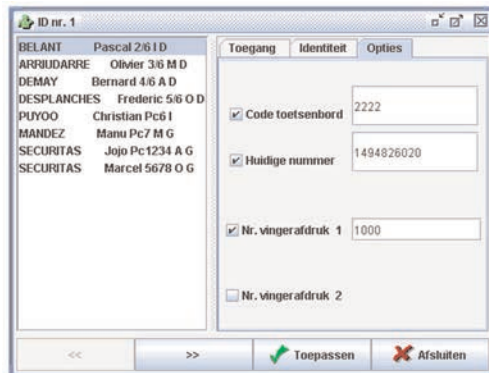 ID nr. 1
BELANT Pascal 2/6 I D
ARRIUDARRE Olivier 3/6 M D
DEMAY Bernard 4/6 A D
DESPLANCHES Frederic 5/6 O D
PUYOO Christian Pc6 I
MANDEZ Manu Pc7 M G
SECURITAS Jojo Pc1234 A G
SECURITAS Marcel 5678 O G
Toegang Identiteit Opties
Code toetsenbord 2222
Huidige nummer 1494826020
Nr. vingerafdruk 1 1000
Nr. vingerafdruk 2
<< >> Toepassen Afsluiten